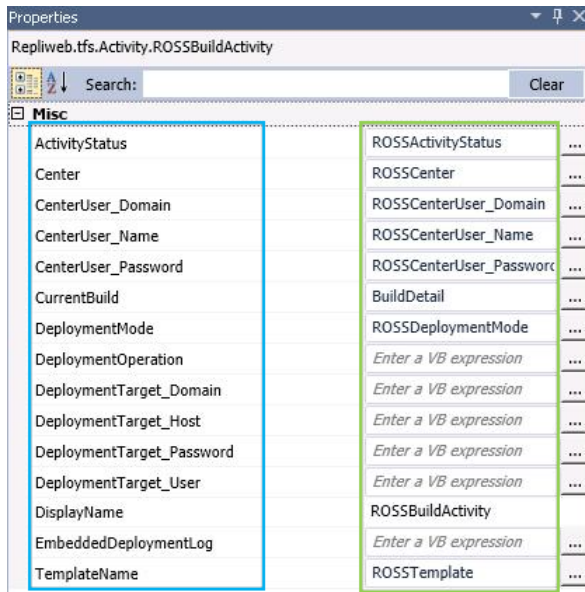 Properties
Repliweb.tfs.Activity.ROSSBuildActivity
Search: Clear
Misc
ActivityStatus ROSSActivityStatus ...
Center ROSSCenter ...
CenterUser_Domain ROSSCenterUser_Domain ...
CenterUser_Name ROSSCenterUser_Name ...
CenterUser_Password ROSSCenterUser_Passworc ...
CurrentBuild BuildDetail ...
DeploymentMode ROSSDeploymentMode ...
DeploymentOperation Enter a VB expression ...
DeploymentTarget_Domain Enter a VB expression ...
DeploymentTarget_Host Enter a VB expression ...
DeploymentTarget_Password Enter a VB expression ...
DeploymentTarget_User Enter a VB expression ...
DisplayName ROSSBuildActivity
EmbeddedDeploymentLog Enter a VB expression ...
TemplateName ROSSTemplate ...